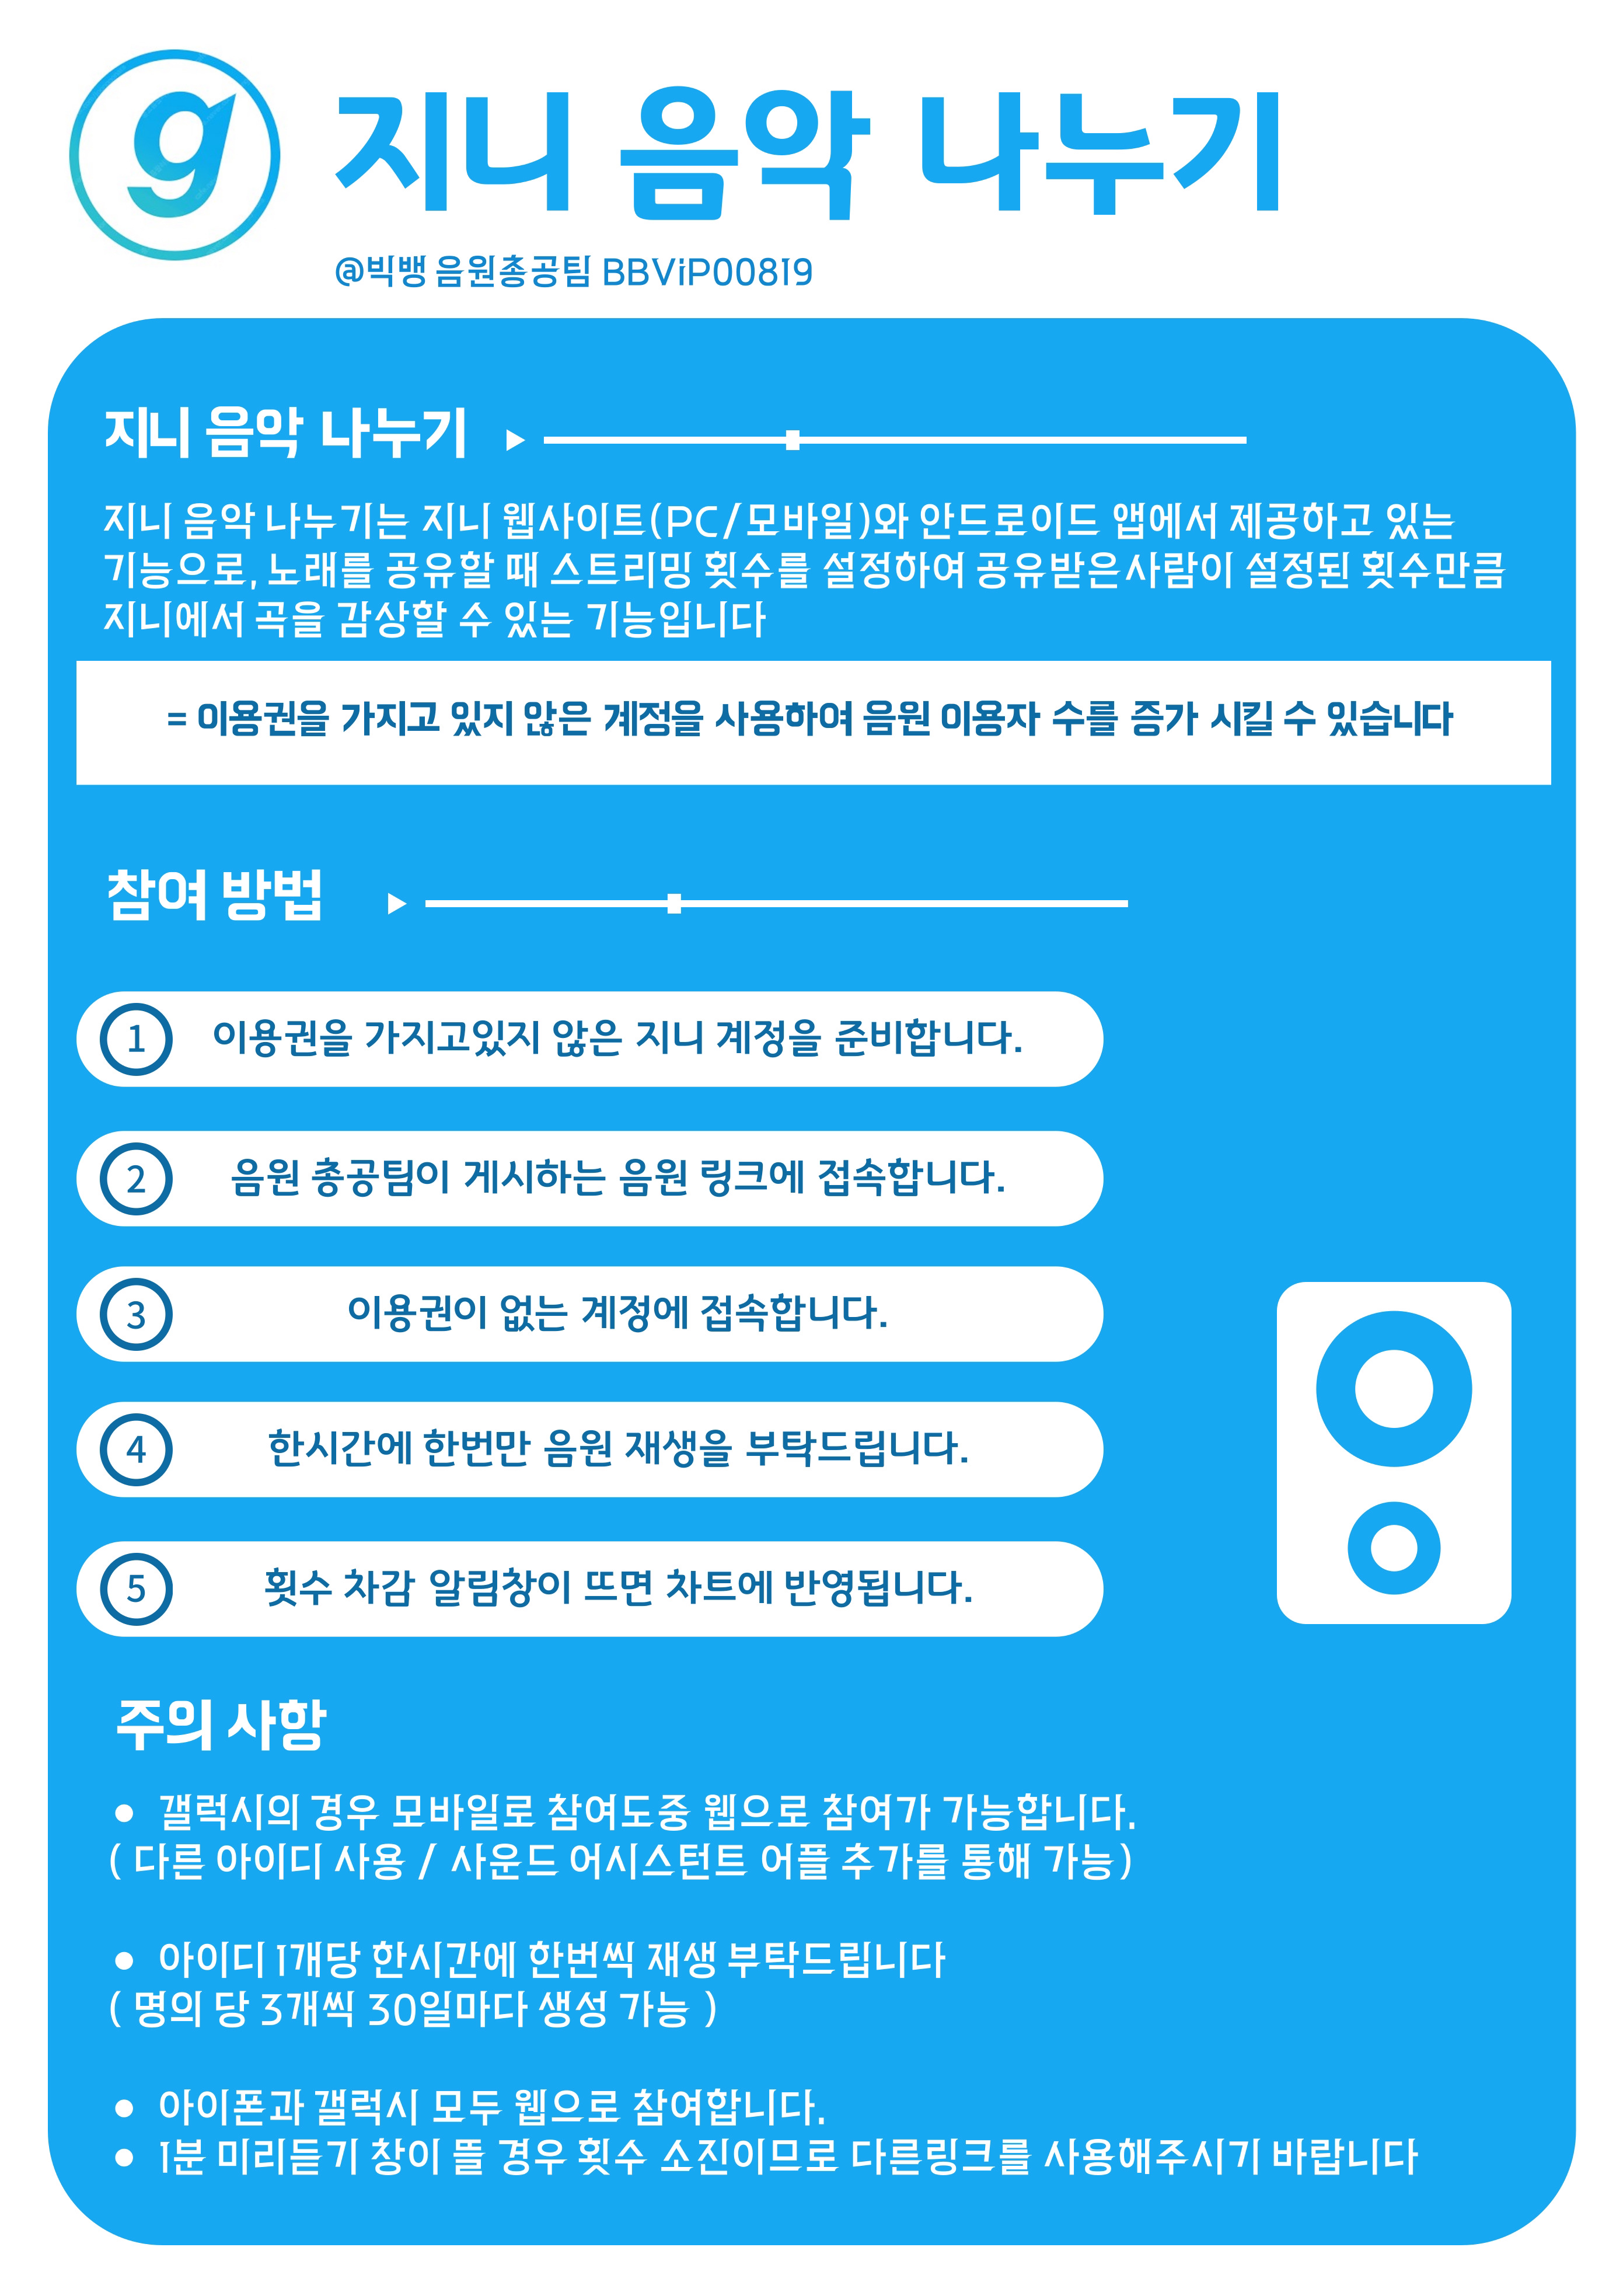 g
지니 음악 나누기
@빅뱅 음원총공팀 BBViP00819
지니 음악 나누기
지니 음악 나누기는 지니 웹사이트(PC/모바일)와 안드로이드 앱에서 제공하고 있는
기능으로, 노래를 공유할 때 스트리밍 횟수를 설정하여 공유받은사람이 설정된 횟수만큼
지니에서 곡을 감상할 수 있는 기능입니다
= 이용권을 가지고 있지 않은 계정을 사용하여 음원 이용자 수를 증가 시킬 수 있습니다
참여 방법
1 이용권을 가지고있지 않은 지니 계정을 준비합니다.
2 음원 총공팀이 게시하는 음원 링크에 접속합니다.
3 이용권이 없는 계정에 접속합니다.
4 한시간에 한번만 음원 재생을 부탁드립니다.
5 횟수 차감 알림창이 뜨면 차트에 반영됩니다.
주의 사항
● 갤럭시의 경우 모바일로 참여도중 웹으로 참여가 가능합니다.
( 다른 아이디 사용 / 사운드 어시스턴트 어플 추가를 통해 가능)
● 아이디 1개당 한시간에 한번씩 재생 부탁드립니다
( 명의 당 3개씩 30일마다 생성 가능 )
● 아이폰과 갤럭시 모두 웹으로 참여합니다.
● 1분 미리듣기 창이 뜰 경우 횟수 소진이므로 다른링크를 사용해주시기 바랍니다